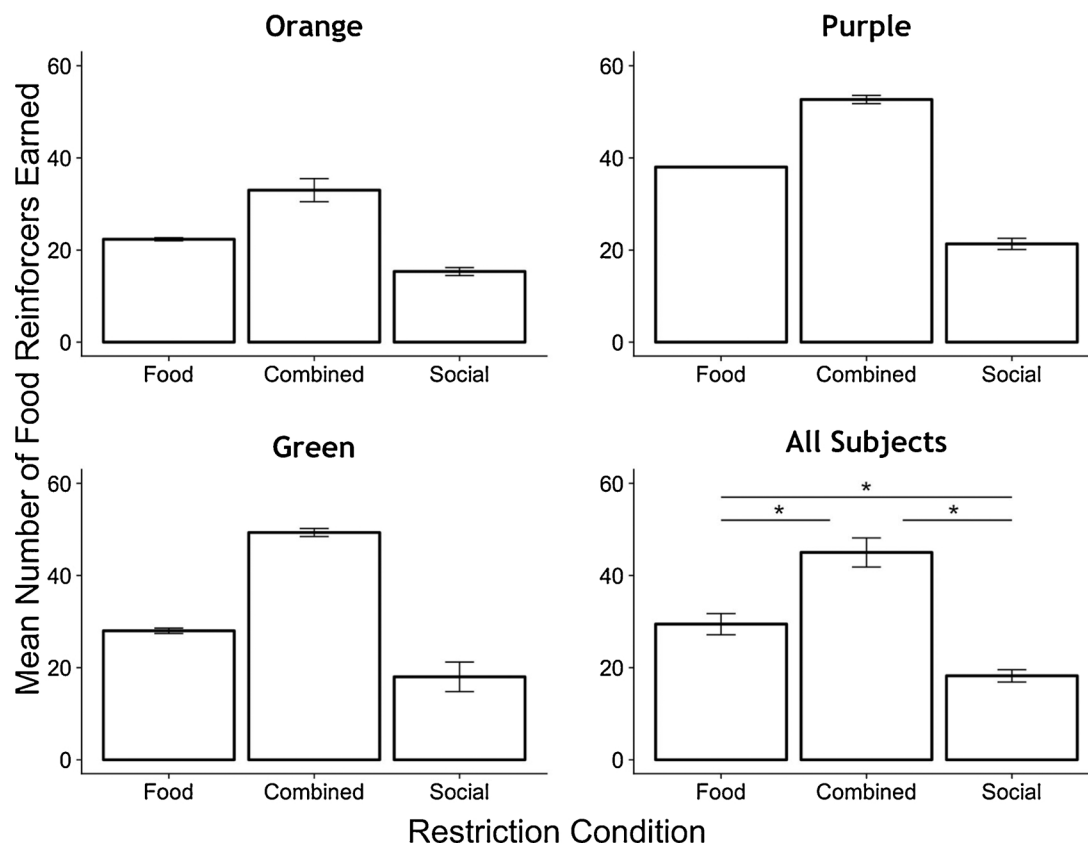 Mean Number of Food Reinforcers Earned
Orange
60
40
20
0
Food Combined Social
Purple
60
40
20
0
Food Combined Social
Green
60
40
20
0
Food Combined Social
All Subjects
60
40
20
0
*
* *
Food Combined Social
Restriction Condition